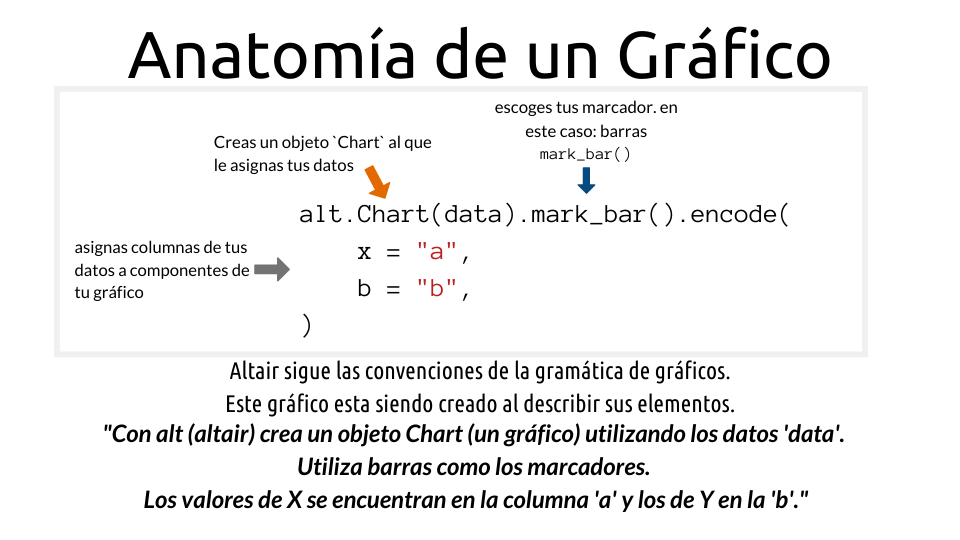 Anatomía de un Gráfico
escoges tus marcador. en
este caso: barras
mark_bar()
Creas un objeto `Chart` al que
le asignas tus datos
alt.Chart(data).mark_bar().encode(
x = "a",
b = "b",
)
asignas columnas de tus
datos a componentes de
tu gráfico
Altair sigue las convenciones de la gramática de gráficos.
Este gráfico esta siendo creado al describir sus elementos.
"Con alt (altair) crea un objeto Chart (un gráfico) utilizando los datos 'data'.
Utiliza barras como los marcadores.
Los valores de X se encuentran en la columna 'a' y los de Y en la 'b'."